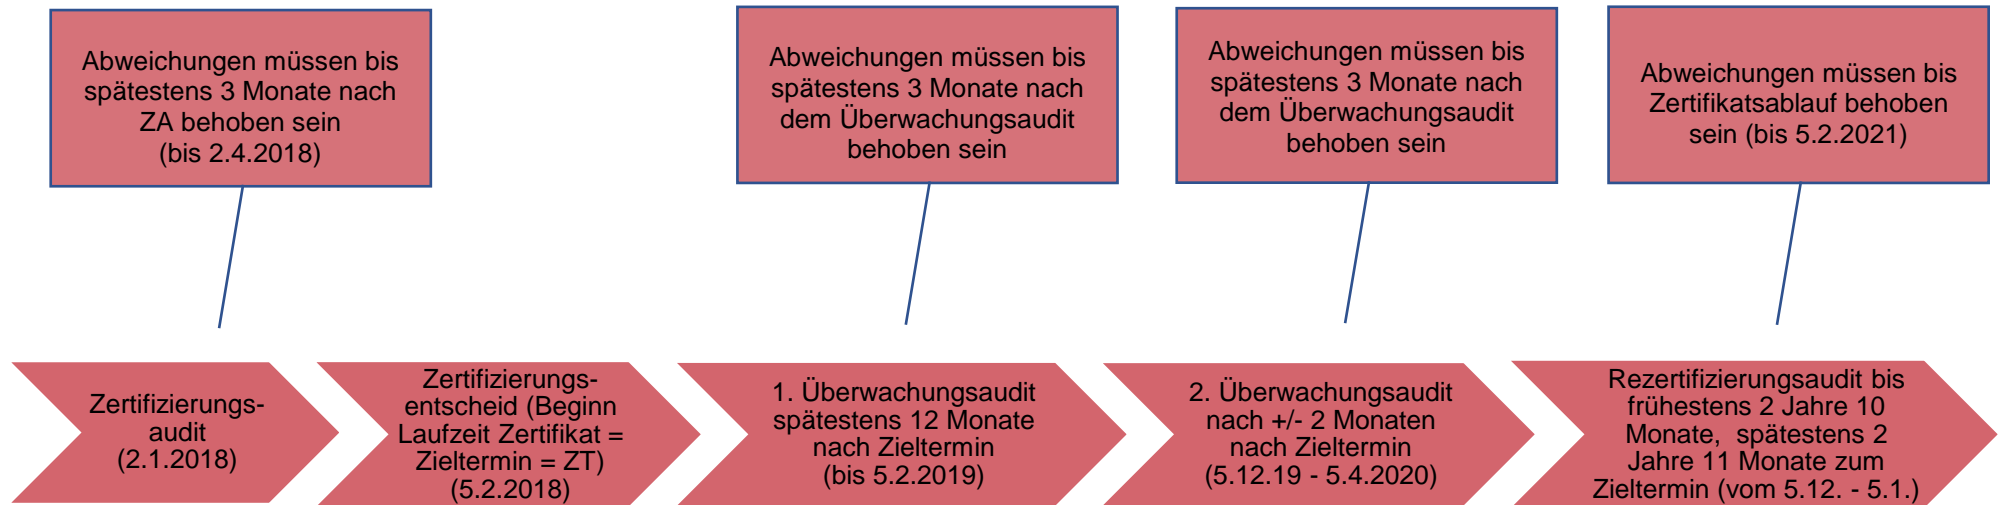 Abweichungen müssen bis
spätestens 3 Monate nach
ZA behoben sein
(bis 2.4.2018)
Abweichungen müssen bis
spätestens 3 Monate nach
dem Überwachungsaudit
behoben sein
Abweichungen müssen bis
spätestens 3 Monate nach
dem Überwachungsaudit
behoben sein
Abweichungen müssen bis
Zertifikatsablauf behoben
sein (bis 5.2.2021)
Zertifizierungs-
audit
(2.1.2018)
Zertifizierungs-
entscheid (Beginn
Laufzeit Zertifikat =
Zieltermin = ZT)
(5.2.2018)
1. Überwachungsaudit
spätestens 12 Monate
nach Zieltermin
(bis 5.2.2019)
2. Überwachungsaudit
nach +/- 2 Monaten
nach Zieltermin
(5.12.19 - 5.4.2020)
Rezertifizierungsaudit bis
frühestens 2 Jahre 10
Monate, spätestens 2
Jahre 11 Monate zum
Zieltermin (vom 5.12. - 5.1.)